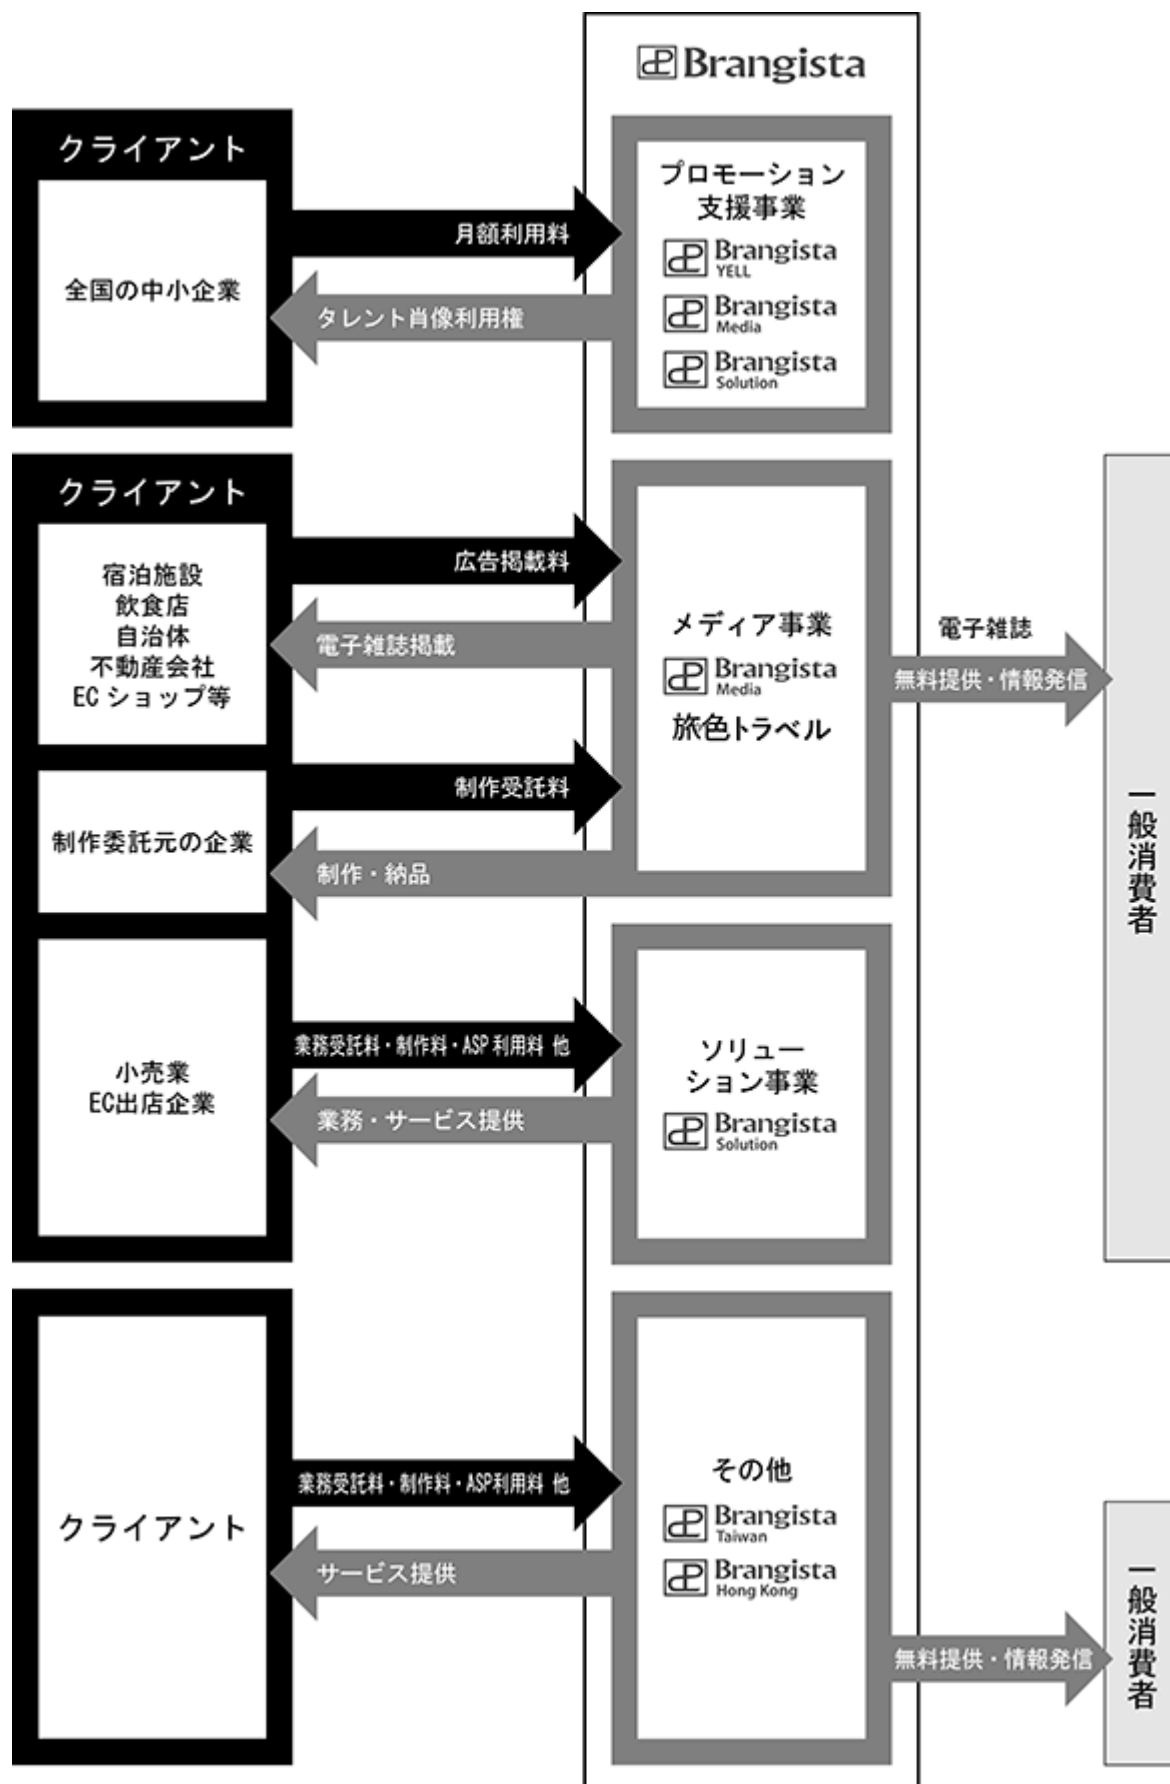 Brangista
クライアント
全国の中小企業
月額利用料
タレント肖像利用権
プロモーション
支援事業
Brangista
YELL
Brangista
Media
Brangista
Solution
クライアント
宿泊施設
飲食店
自治体
不動産会社
ECショップ等
広告掲載料
電子雑誌掲載
制作委託元の企業
制作受託料
制作・納品
メディア事業
Brangista
Media
旅色トラベル
電子雑誌
無料提供・情報発信
一般消費者
小売業
EC出店企業
業務受託料・制作料・ASP利用料 他
業務・サービス提供
ソリュー
ション事業
Brangista
Solution
クライアント
業務受託料・制作料・ASP利用料 他
サービス提供
その他
Brangista
Taiwan
Brangista
Hong Kong
無料提供・情報発信
一般消費者